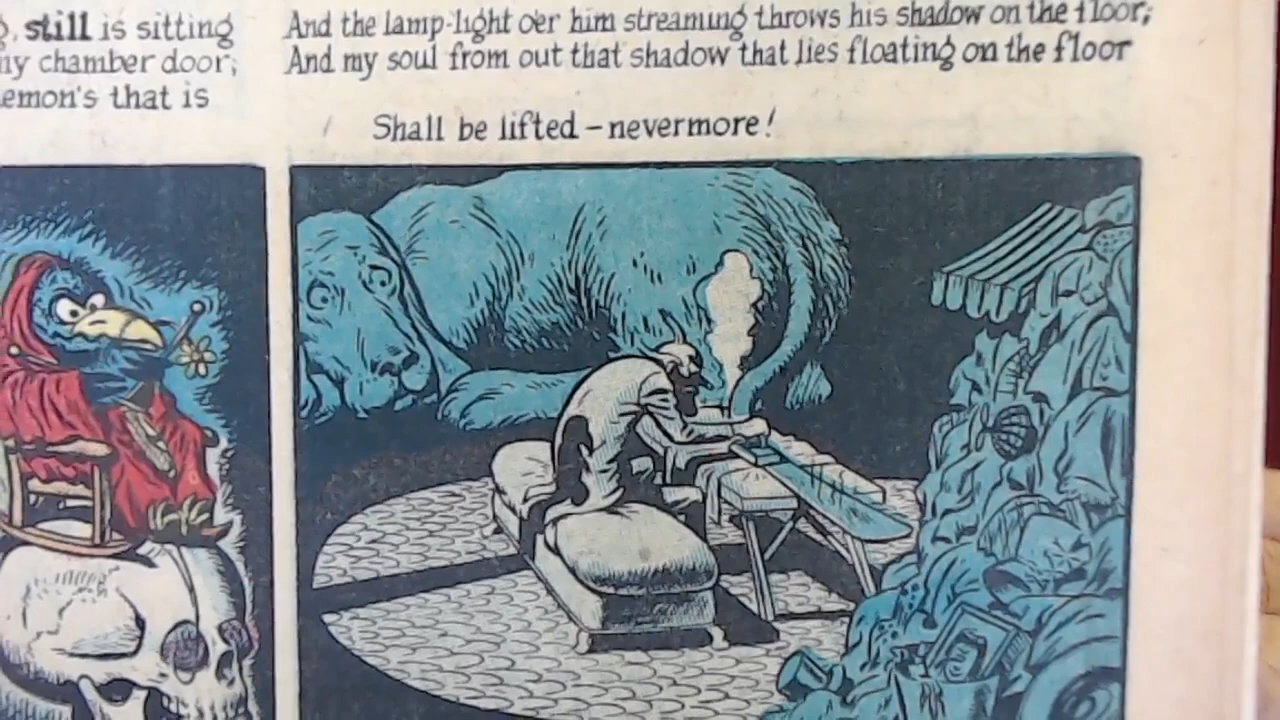 still is sitting
my chamber door;
emon's that is
And the lamp-light o'er him streaming throws his shadow on the floor;
And my soul from out that shadow that lies floating on the floor
Shall be lifted – nevermore!